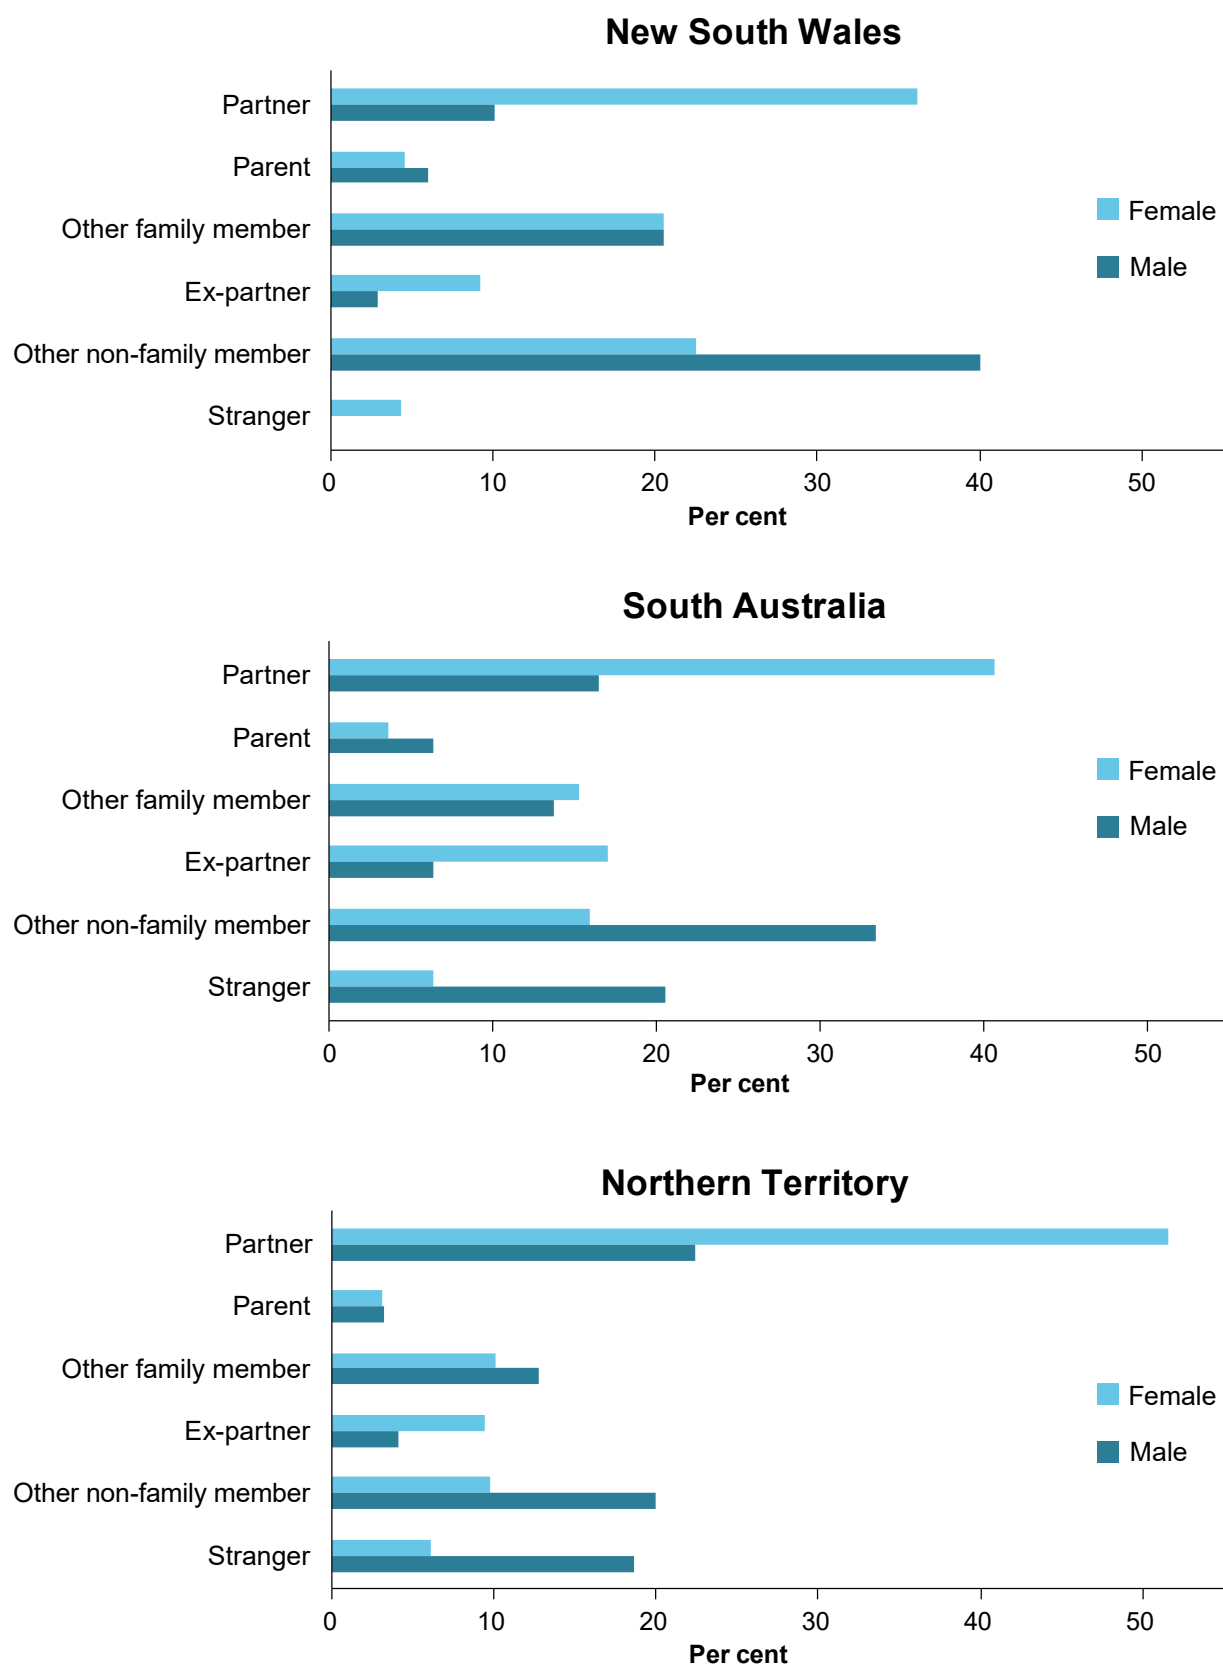 New South Wales
Partner
Parent
Other family member
Ex-partner
Other non-family member
Stranger
Female
Male
0 10 20 30 40 50
Per cent
South Australia
Partner
Parent
Other family member
Ex-partner
Other non-family member
Stranger
Female
Male
0 10 20 30 40 50
Per cent
Northern Territory
Partner
Parent
Other family member
Ex-partner
Other non-family member
Stranger
Female
Male
0 10 20 30 40 50
Per cent